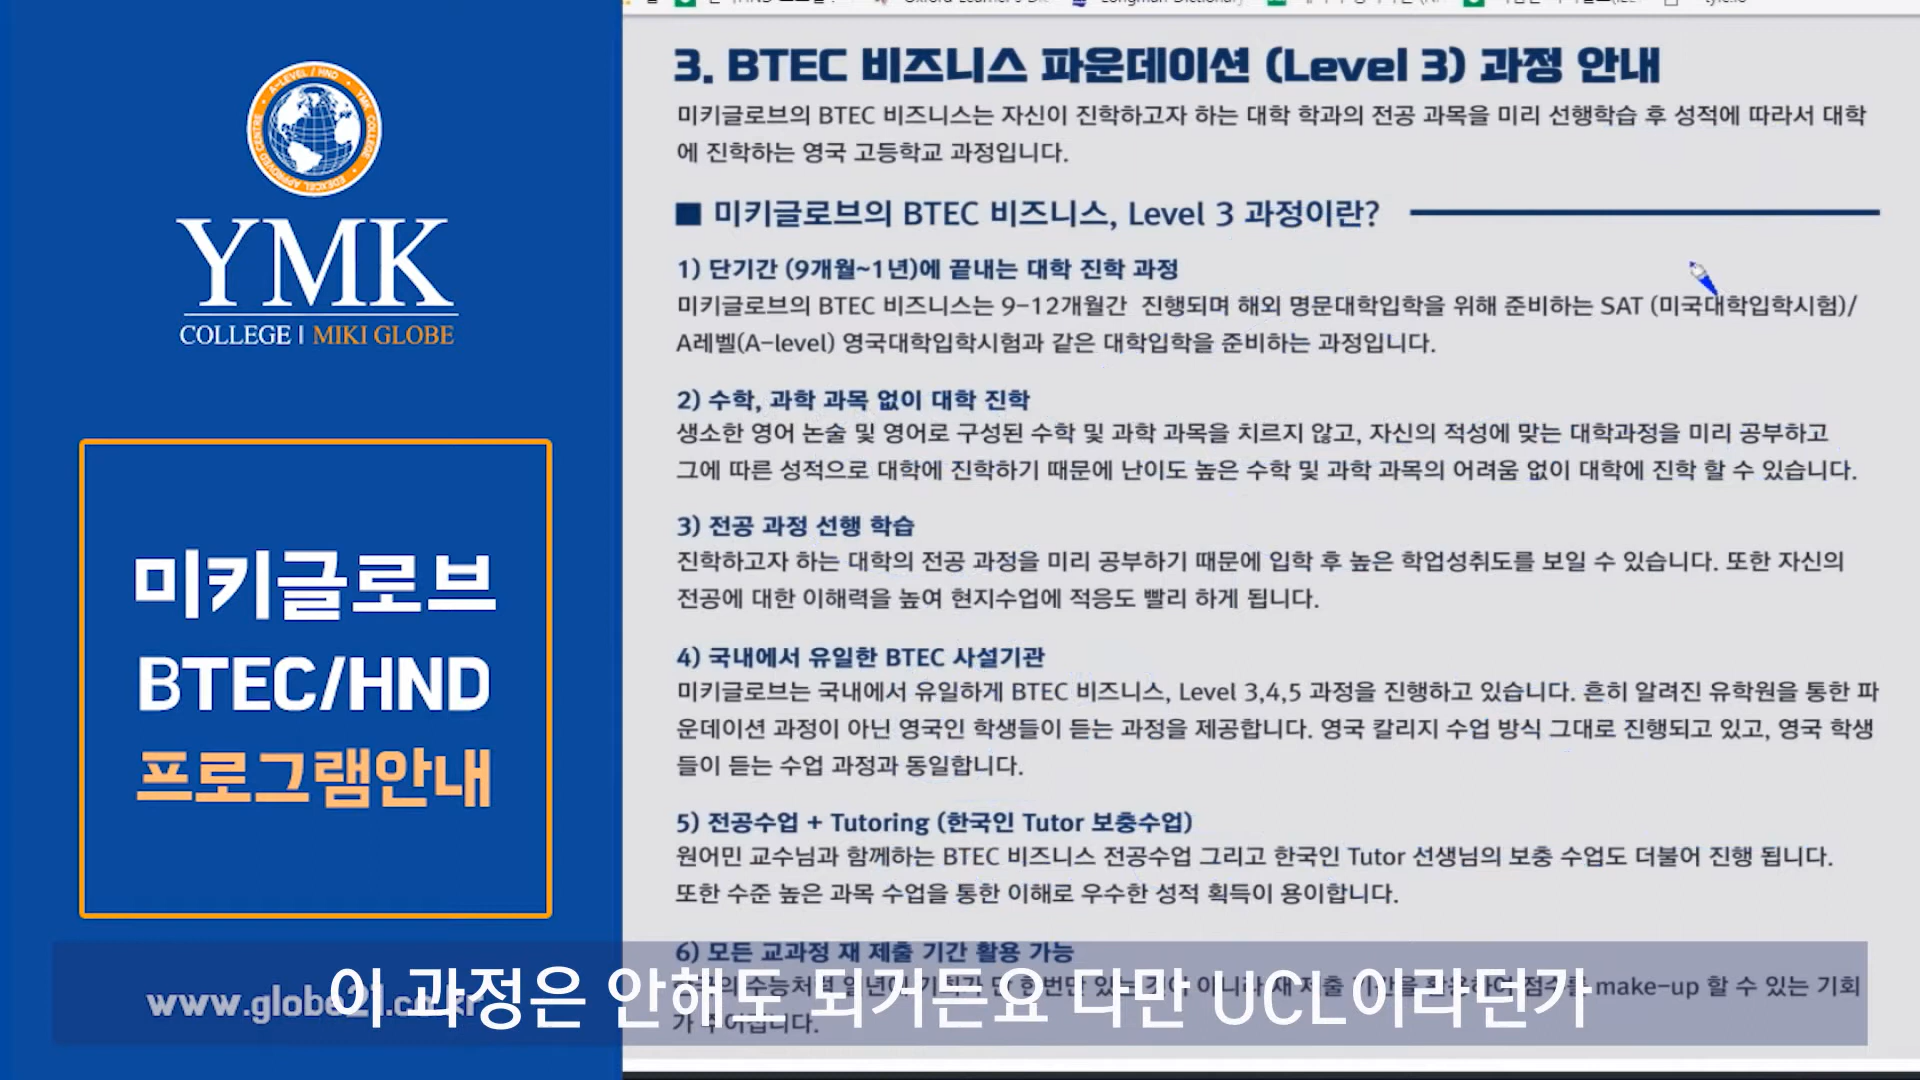 A-LEVEL / HND • YMK COLLEGE • EDEXCEL APPROVED CENTRE
YMK
COLLEGE | MIKI GLOBE
미키글로브
BTEC/HND
프로그램안내
www.globe21.co.kr
3. BTEC 비즈니스 파운데이션 (Level 3) 과정 안내
미키글로브의 BTEC 비즈니스는 자신이 진학하고자 하는 대학 학과의 전공 과목을 미리 선행학습 후 성적에 따라서 대학
에 진학하는 영국 고등학교 과정입니다.
■ 미키글로브의 BTEC 비즈니스, Level 3 과정이란?
1) 단기간 (9개월~1년)에 끝내는 대학 진학 과정
미키글로브의 BTEC 비즈니스는 9-12개월간 진행되며 해외 명문대학입학을 위해 준비하는 SAT (미국대학입학시험)/
A레벨(A-level) 영국대학입학시험과 같은 대학입학을 준비하는 과정입니다.
2) 수학, 과학 과목 없이 대학 진학
생소한 영어 논술 및 영어로 구성된 수학 및 과학 과목을 치르지 않고, 자신의 적성에 맞는 대학과정을 미리 공부하고
그에 따른 성적으로 대학에 진학하기 때문에 난이도 높은 수학 및 과학 과목의 어려움 없이 대학에 진학 할 수 있습니다.
3) 전공 과정 선행 학습
진학하고자 하는 대학의 전공 과정을 미리 공부하기 때문에 입학 후 높은 학업성취도를 보일 수 있습니다. 또한 자신의
전공에 대한 이해력을 높여 현지수업에 적응도 빨리 하게 됩니다.
4) 국내에서 유일한 BTEC 사설기관
미키글로브는 국내에서 유일하게 BTEC 비즈니스, Level 3,4,5 과정을 진행하고 있습니다. 흔히 알려진 유학원을 통한 파
운데이션 과정이 아닌 영국인 학생들이 듣는 과정을 제공합니다. 영국 칼리지 수업 방식 그대로 진행되고 있고, 영국 학생
들이 듣는 수업 과정과 동일합니다.
5) 전공수업 + Tutoring (한국인 Tutor 보충수업)
원어민 교수님과 함께하는 BTEC 비즈니스 전공수업 그리고 한국인 Tutor 선생님의 보충 수업도 더불어 진행 됩니다.
또한 수준 높은 과목 수업을 통한 이해로 우수한 성적 획득이 용이합니다.
6) 모든 교과정 재 제출 기간 활용 가능
make-up 할 수 있는 기회
이 과정은 안해도 되거든요 다만 UCL이라던가